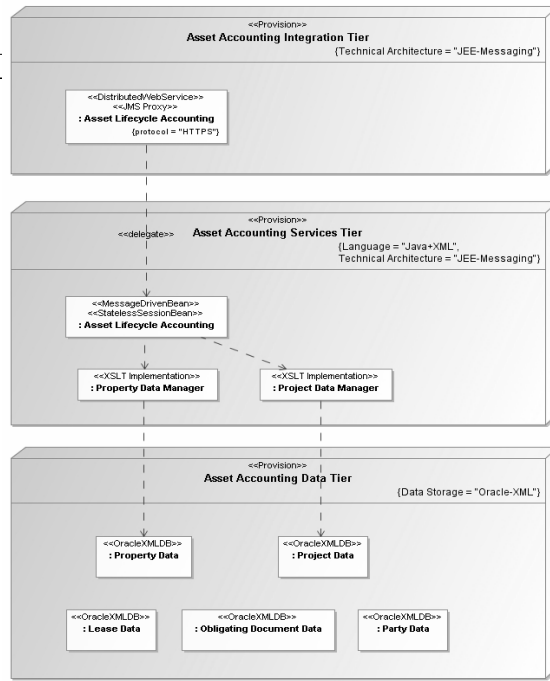 <<Provision>>
Asset Accounting Integration Tier
{Technical Architecture = "JEE-Messaging"}
<<DistributedWebService>>
<<JMS Proxy>>
: Asset Lifecycle Accounting
{protocol = "HTTPS"}
<<Provision>>
<<delegate>>
Asset Accounting Services Tier
{Language = "Java+XML",
Technical Architecture = "JEE-Messaging"}
<<MessageDrivenBean>>
<<StatelessSessionBean>>
: Asset Lifecycle Accounting
<<XSLT Implementation>>
: Property Data Manager
<<XSLT Implementation>>
: Project Data Manager
<<Provision>>
Asset Accounting Data Tier
{Data Storage = "Oracle-XML"}
<<OracleXMLDB>>
: Property Data
<<OracleXMLDB>>
: Project Data
<<OracleXMLDB>>
: Lease Data
<<OracleXMLDB>>
: Obligating Document Data
<<OracleXMLDB>>
: Party Data